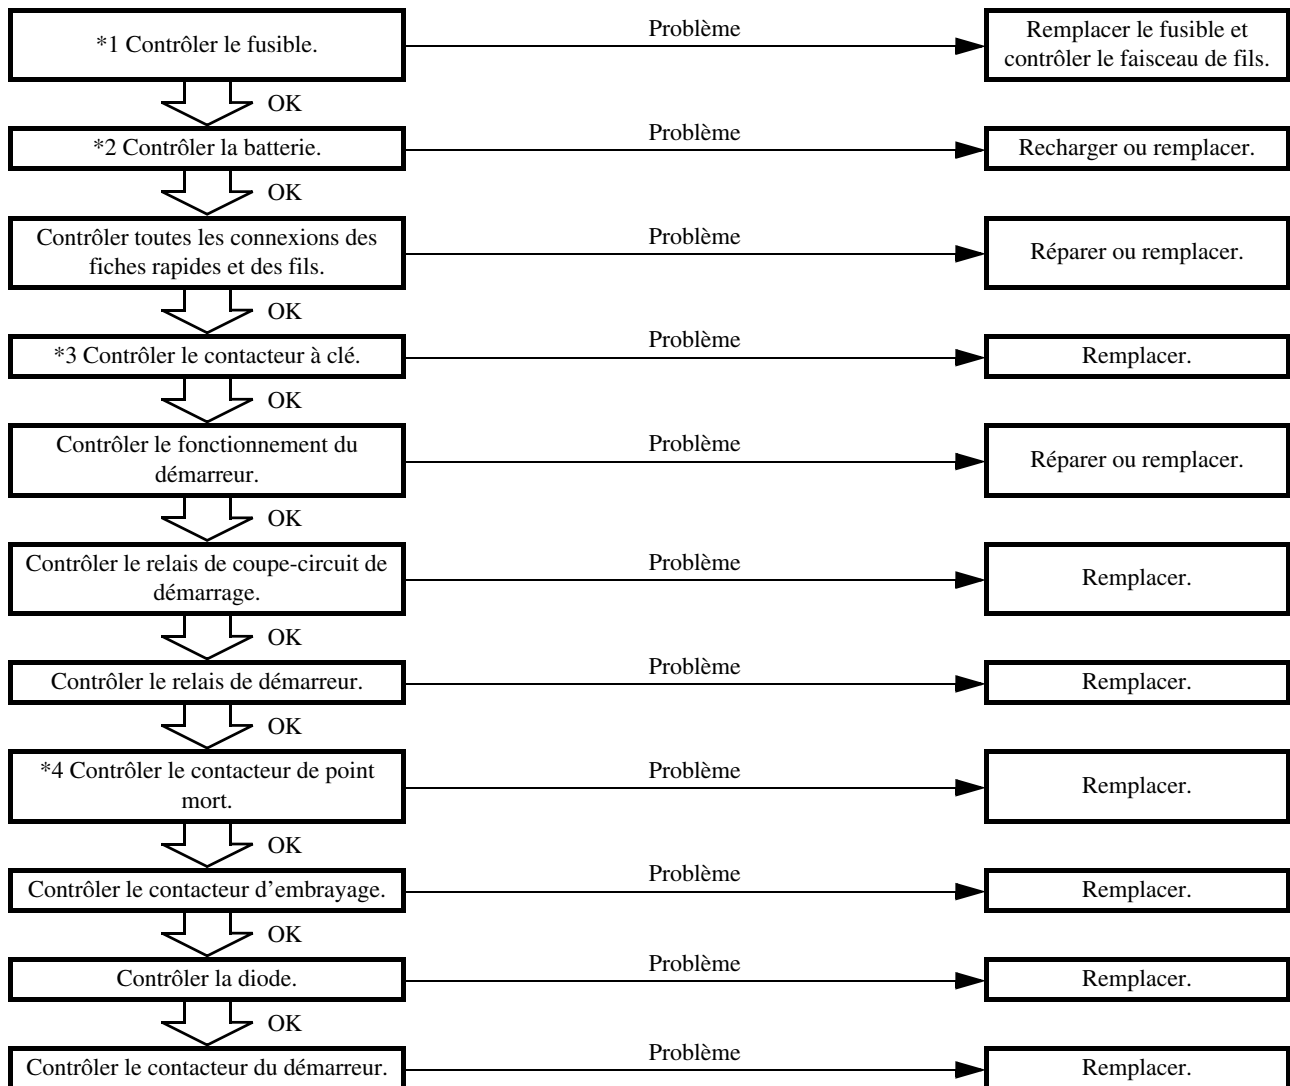 *1 Contrôler le fusible.
Problème
Remplacer le fusible et
contrôler le faisceau de fils.
OK
*2 Contrôler la batterie.
Problème
Recharger ou remplacer.
OK
Contrôler toutes les connexions des
fiches rapides et des fils.
Problème
Réparer ou remplacer.
OK
*3 Contrôler le contacteur à clé.
Problème
Remplacer.
OK
Contrôler le fonctionnement du
démarreur.
Problème
Réparer ou remplacer.
OK
Contrôler le relais de coupe-circuit de
démarrage.
Problème
Remplacer.
OK
Contrôler le relais de démarreur.
Problème
Remplacer.
OK
*4 Contrôler le contacteur de point
mort.
Problème
Remplacer.
OK
Contrôler le contacteur d’embrayage.
Problème
Remplacer.
OK
Contrôler la diode.
Problème
Remplacer.
OK
Contrôler le contacteur du démarreur.
Problème
Remplacer.